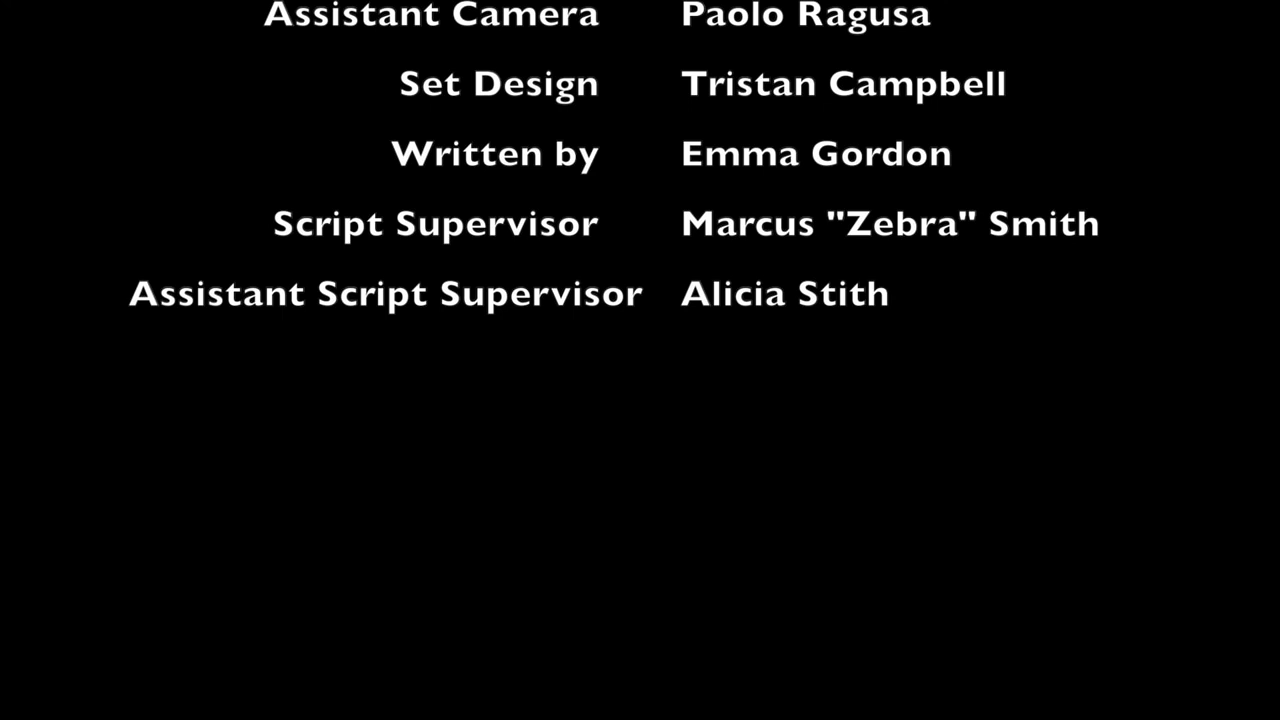 Assistant Camera Paolo Ragusa
Set Design Tristan Campbell
Written by Emma Gordon
Script Supervisor Marcus "Zebra" Smith
Assistant Script Supervisor Alicia Stith